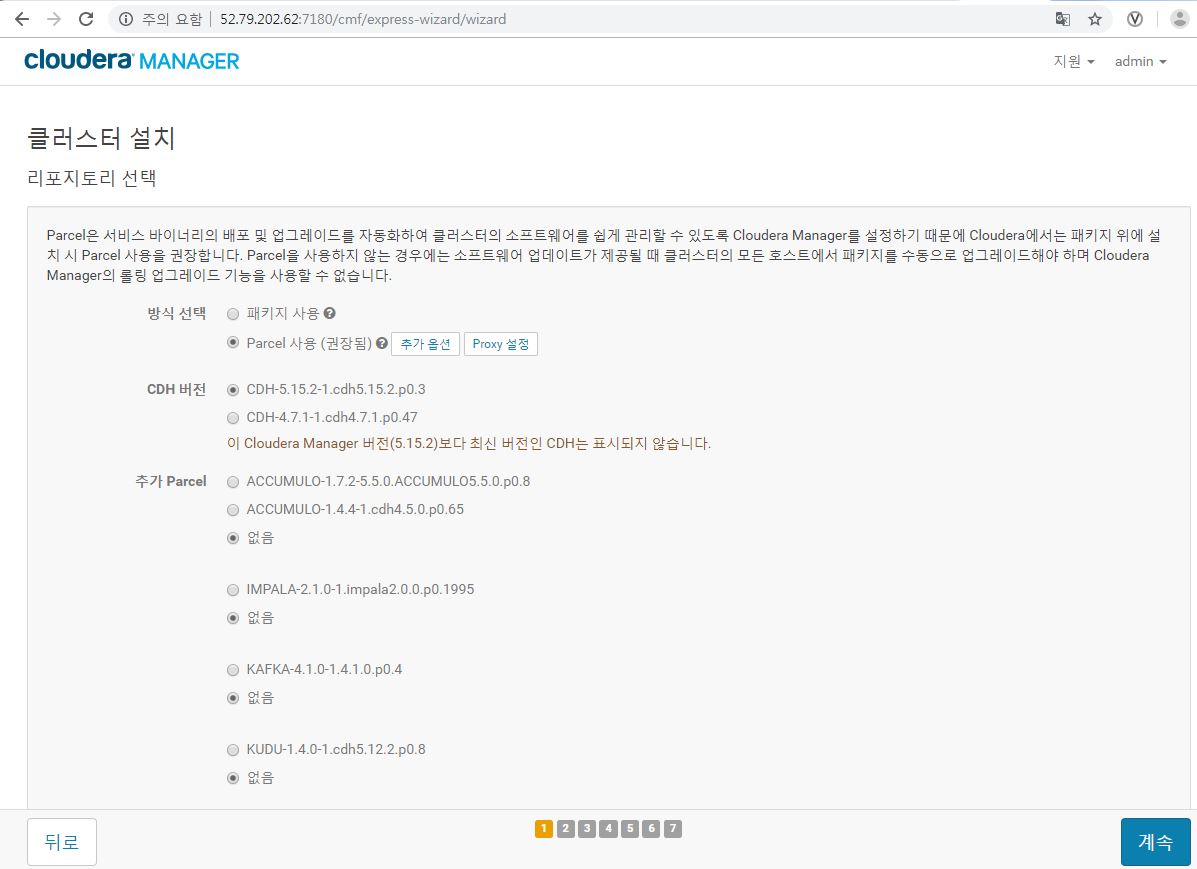 주의 요함 | 52.79.202.62:7180/cmf/express-wizard/wizard
cloudera MANAGER
지원 admin
클러스터 설치
리포지토리 선택
Parcel은 서비스 바이너리의 배포 및 업그레이드를 자동화하여 클러스터의 소프트웨어를 쉽게 관리할 수 있도록 Cloudera Manager를 설정하기 때문에 Cloudera에서는 패키지 위에 설
치 시 Parcel 사용을 권장합니다. Parcel을 사용하지 않는 경우에는 소프트웨어 업데이트가 제공될 때 클러스터의 모든 호스트에서 패키지를 수동으로 업그레이드해야 하며 Cloudera
Manager의 롤링 업그레이드 기능을 사용할 수 없습니다.
방식 선택 패키지 사용 ?
Parcel 사용 (권장됨) ? 추가 옵션 Proxy 설정
CDH 버전 CDH-5.15.2-1.cdh5.15.2.p0.3
CDH-4.7.1-1.cdh4.7.1.p0.47
이 Cloudera Manager 버전(5.15.2)보다 최신 버전인 CDH는 표시되지 않습니다.
추가 Parcel ACCUMULO-1.7.2-5.5.0.ACCUMULO5.5.0.p0.8
ACCUMULO-1.4.4-1.cdh4.5.0.p0.65
없음
IMPALA-2.1.0-1.impala2.0.0.p0.1995
없음
KAFKA-4.1.0-1.4.1.0.p0.4
없음
KUDU-1.4.0-1.cdh5.12.2.p0.8
없음
뒤로 1 2 3 4 5 6 7 계속